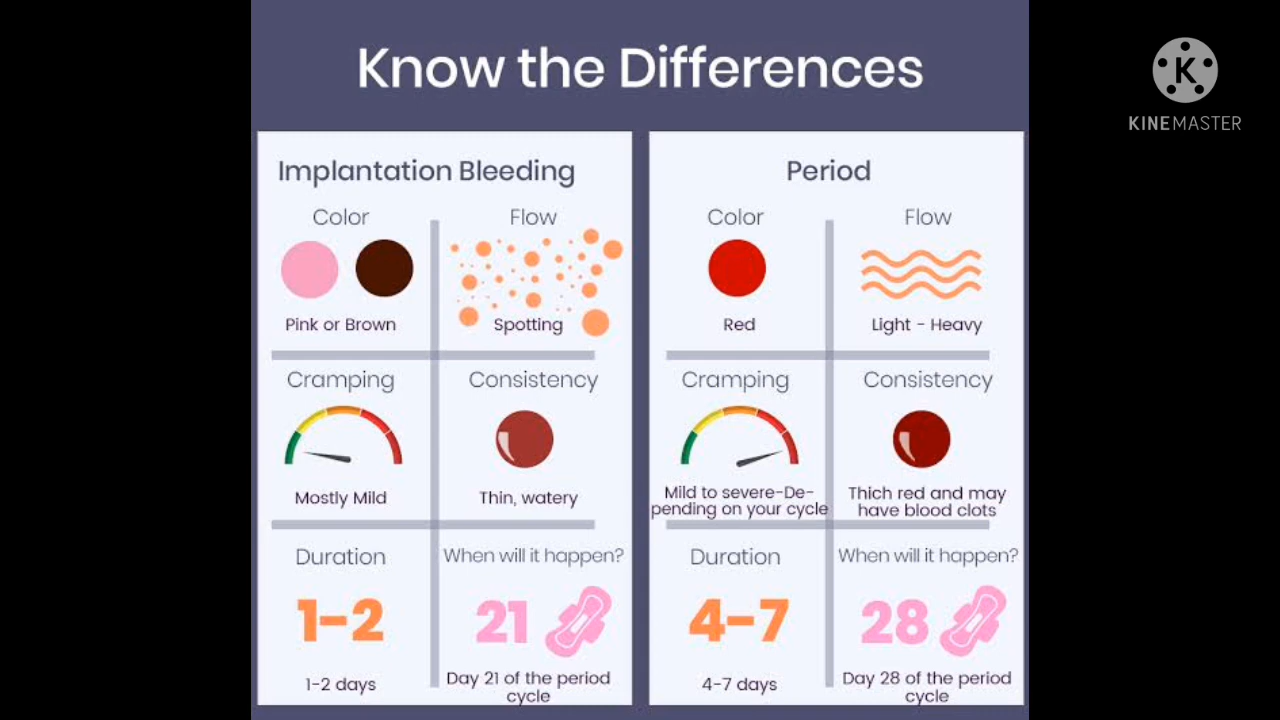 Know the Differences
K
KINEMASTER
Implantation Bleeding
Color
Flow
Pink or Brown
Spotting
Cramping
Consistency
Mostly Mild
Thin, watery
Duration
When will it happen?
1-2
21
1-2 days
Day 21 of the period
cycle
Period
Color
Flow
Red
Light - Heavy
Cramping
Consistency
Mild to severe-De-
pending on your cycle
Thich red and may
have blood clots
Duration
When will it happen?
4-7
28
4-7 days
Day 28 of the period
cycle